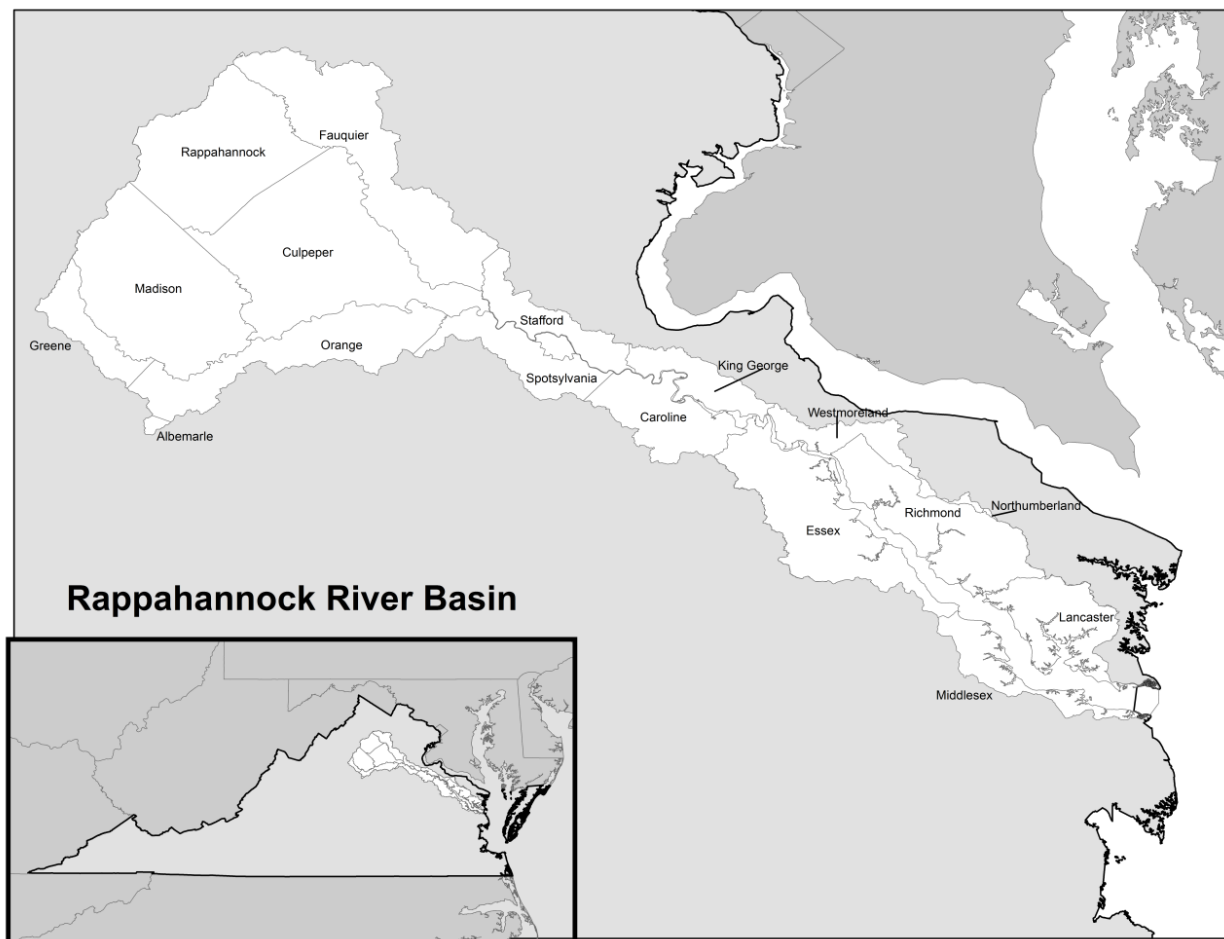 Fauquier
Rappahannock
Culpeper
Madison
Stafford
Greene
Orange
King George
Spotsylvania
Westmoreland
Caroline
Albemarle
Northumberland
Richmond
Essex
Rappahannock River Basin
Lancaster
Middlesex